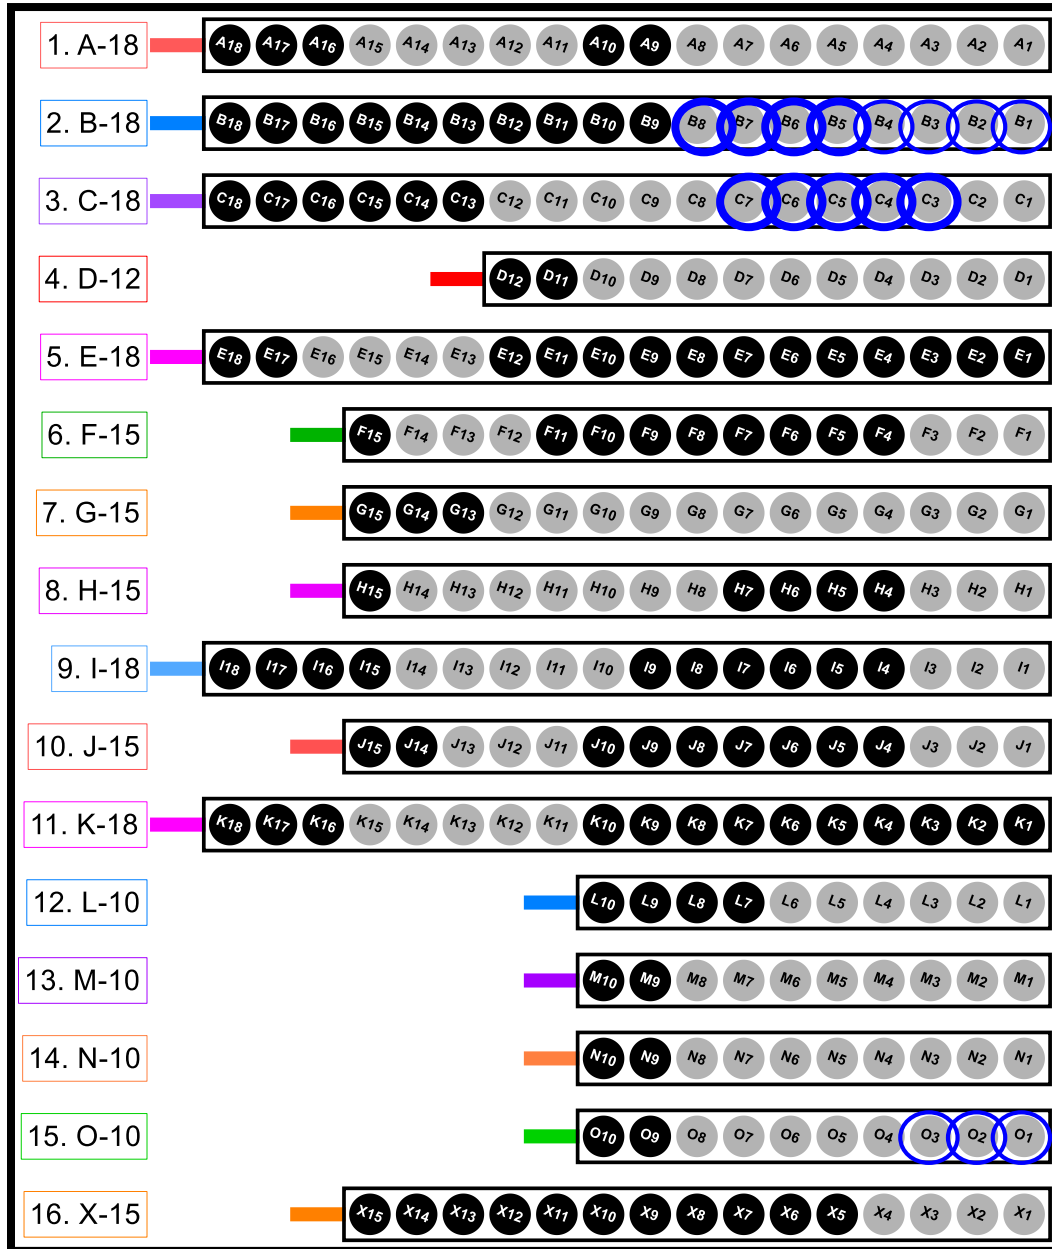 1. A-18 A18 A17 A16 A15 A14 A13 A12 A11 A10 A9 A8 A7 A6 A5 A4 A3 A2 A1
2. B-18 B18 B17 B16 B15 B14 B13 B12 B11 B10 B9 B8 B7 B6 B5 B4 B3 B2 B1
3. C-18 C18 C17 C16 C15 C14 C13 C12 C11 C10 C9 C8 C7 C6 C5 C4 C3 C2 C1
4. D-12 D12 D11 D10 D9 D8 D7 D6 D5 D4 D3 D2 D1
5. E-18 E18 E17 E16 E15 E14 E13 E12 E11 E10 E9 E8 E7 E6 E5 E4 E3 E2 E1
6. F-15 F15 F14 F13 F12 F11 F10 F9 F8 F7 F6 F5 F4 F3 F2 F1
7. G-15 G15 G14 G13 G12 G11 G10 G9 G8 G7 G6 G5 G4 G3 G2 G1
8. H-15 H15 H14 H13 H12 H11 H10 H9 H8 H7 H6 H5 H4 H3 H2 H1
9. I-18 I18 I17 I16 I15 I14 I13 I12 I11 I10 I9 I8 I7 I6 I5 I4 I3 I2 I1
10. J-15 J15 J14 J13 J12 J11 J10 J9 J8 J7 J6 J5 J4 J3 J2 J1
11. K-18 K18 K17 K16 K15 K14 K13 K12 K11 K10 K9 K8 K7 K6 K5 K4 K3 K2 K1
12. L-10 L10 L9 L8 L7 L6 L5 L4 L3 L2 L1
13. M-10 M10 M9 M8 M7 M6 M5 M4 M3 M2 M1
14. N-10 N10 N9 N8 N7 N6 N5 N4 N3 N2 N1
15. O-10 O10 O9 O8 O7 O6 O5 O4 O3 O2 O1
16. X-15 X15 X14 X13 X12 X11 X10 X9 X8 X7 X6 X5 X4 X3 X2 X1